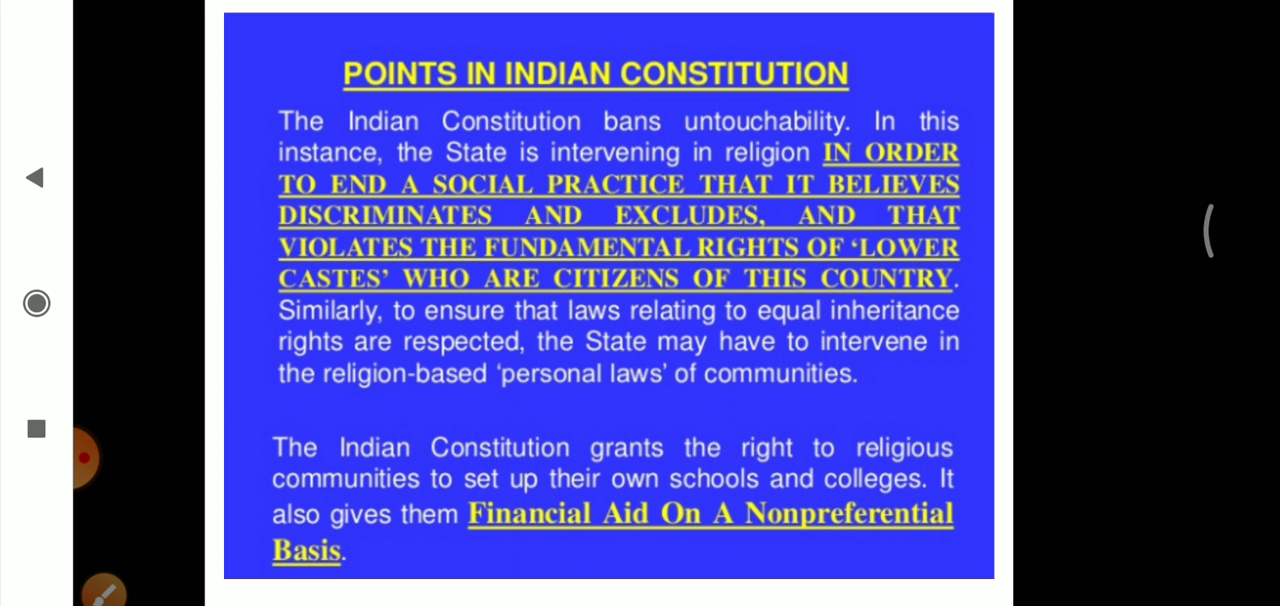 POINTS IN INDIAN CONSTITUTION
The Indian Constitution bans untouchability. In this
instance, the State is intervening in religion IN ORDER
TO END A SOCIAL PRACTICE THAT IT BELIEVES
DISCRIMINATES AND EXCLUDES, AND THAT
VIOLATES THE FUNDAMENTAL RIGHTS OF ‘LOWER
CASTES’ WHO ARE CITIZENS OF THIS COUNTRY.
Similarly, to ensure that laws relating to equal inheritance
rights are respected, the State may have to intervene in
the religion-based ‘personal laws’ of communities.
The Indian Constitution grants the right to religious
communities to set up their own schools and colleges. It
also gives them Financial Aid On A Nonpreferential
Basis.